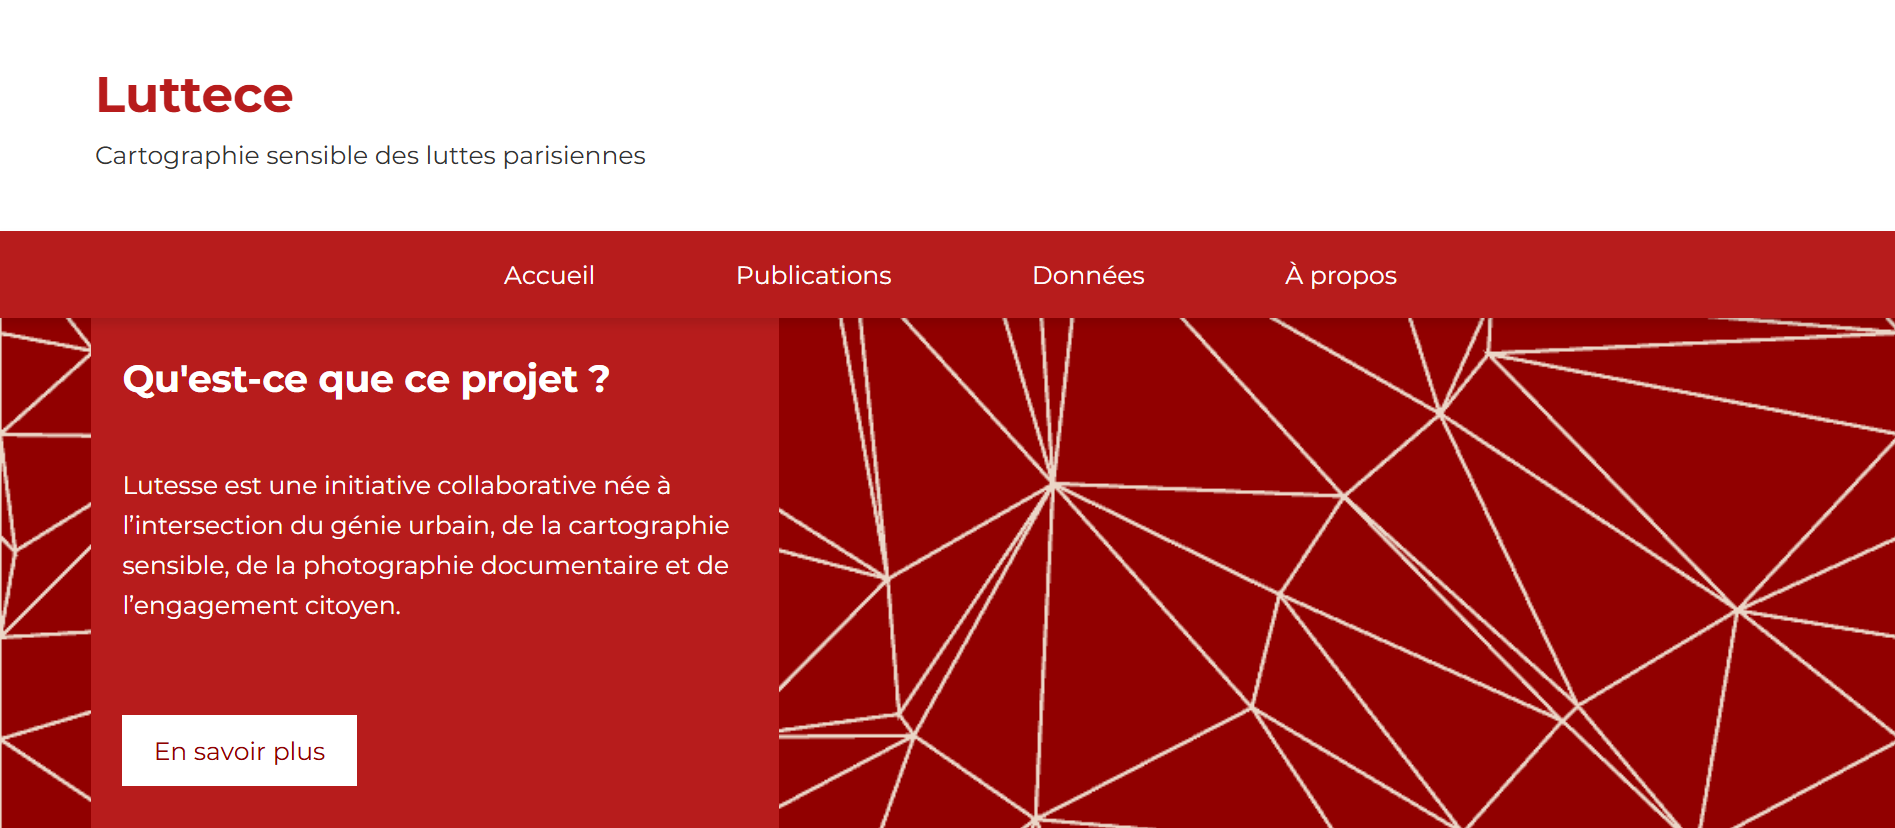 Luttece
Cartographie sensible des luttes parisiennes
Accueil Publications Données À propos
Qu'est-ce que ce projet ?
Lutesse est une initiative collaborative née à
l’intersection du génie urbain, de la cartographie
sensible, de la photographie documentaire et de
l’engagement citoyen.
En savoir plus